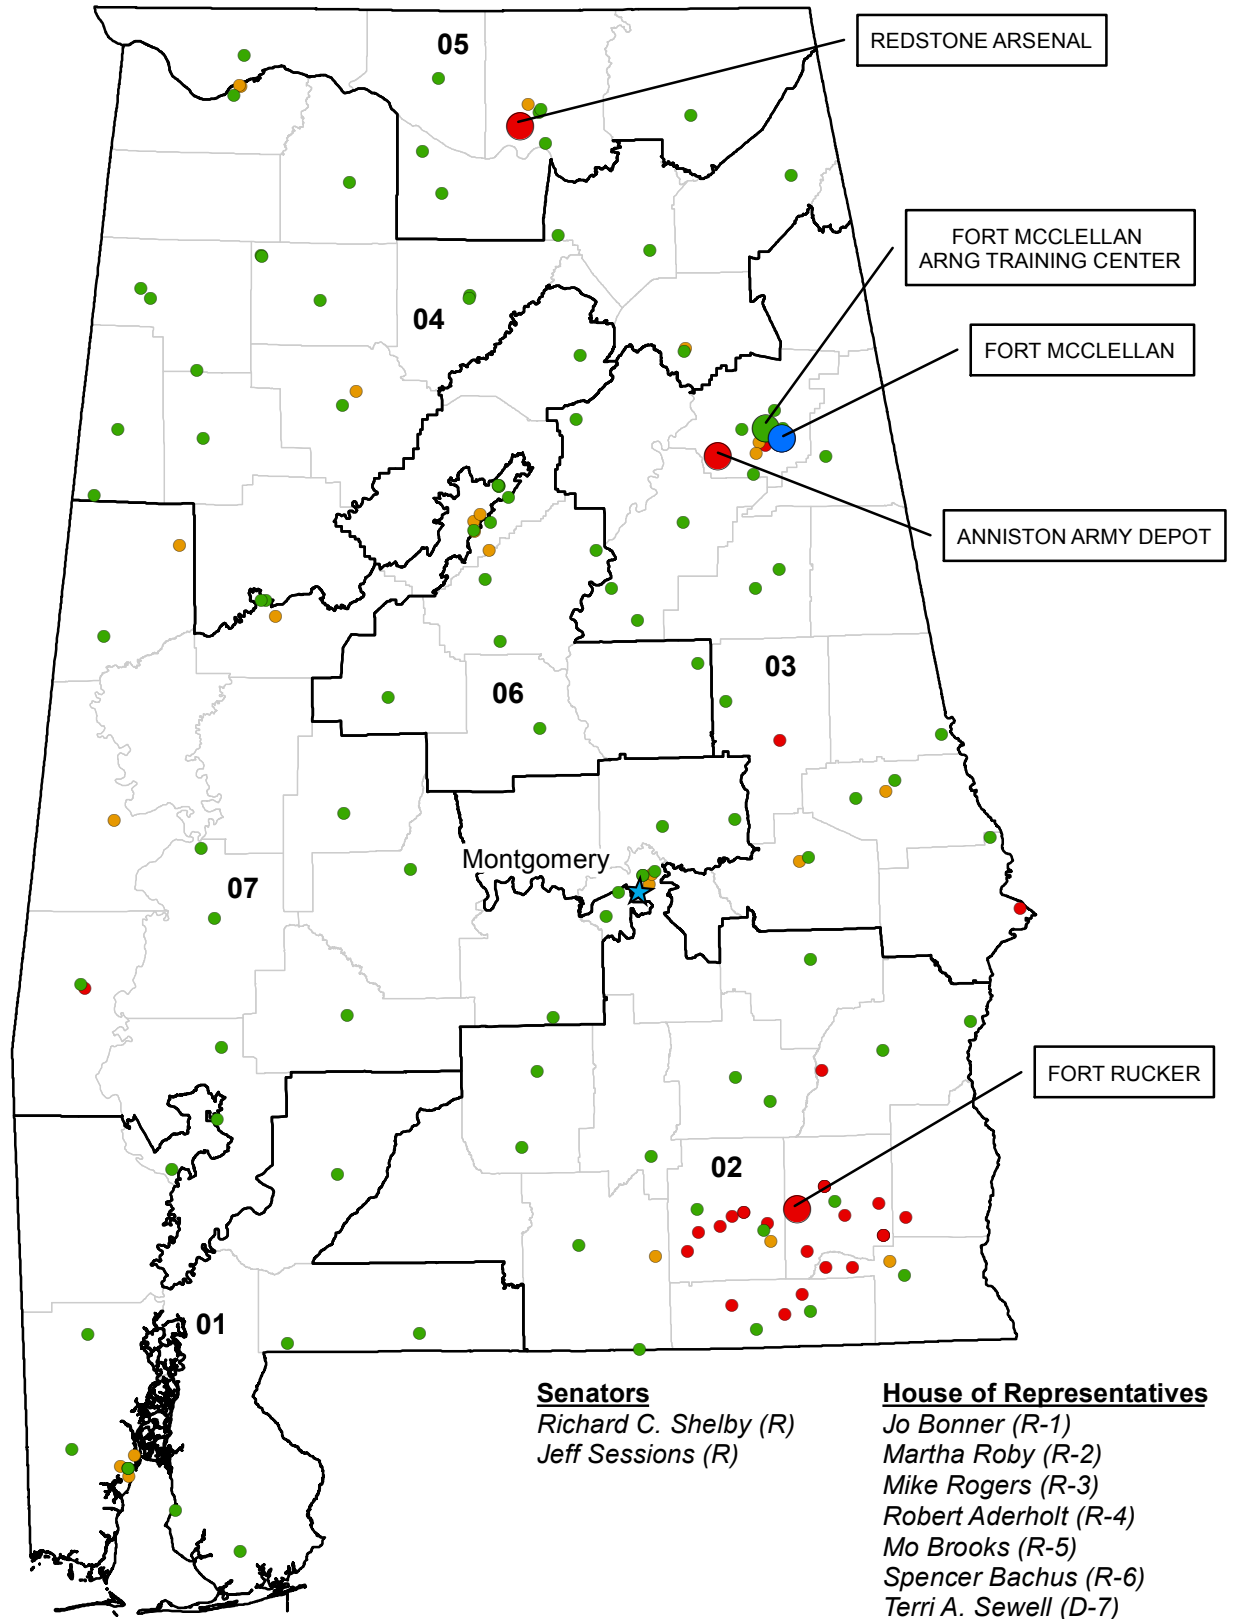 05
REDSTONE ARSENAL
FORT MCCLELLAN
ARNG TRAINING CENTER
04
FORT MCCLELLAN
ANNISTON ARMY DEPOT
03
06
Montgomery
07
FORT RUCKER
02
01
Senators
Richard C. Shelby (R)
Jeff Sessions (R)
House of Representatives
Jo Bonner (R-1)
Martha Roby (R-2)
Mike Rogers (R-3)
Robert Aderholt (R-4)
Mo Brooks (R-5)
Spencer Bachus (R-6)
Terri A. Sewell (D-7)